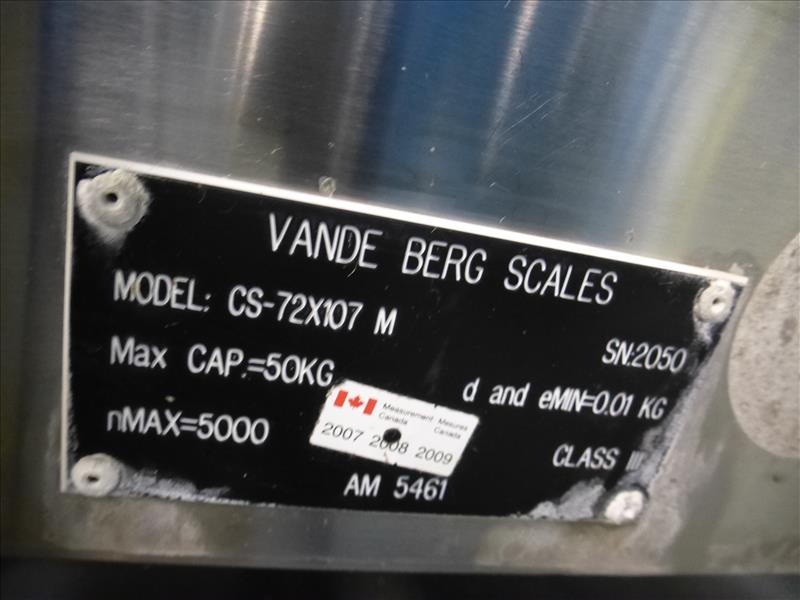 VANDE BERG SCALES
MODEL: CS-72X107 M
SN:2050
Max CAP.=50KG
d and eMIN=0.01 KG
nMAX=5000
Measurement Mesures
Canada Canada
2007 2008 2009
CLASS III
AM 5461